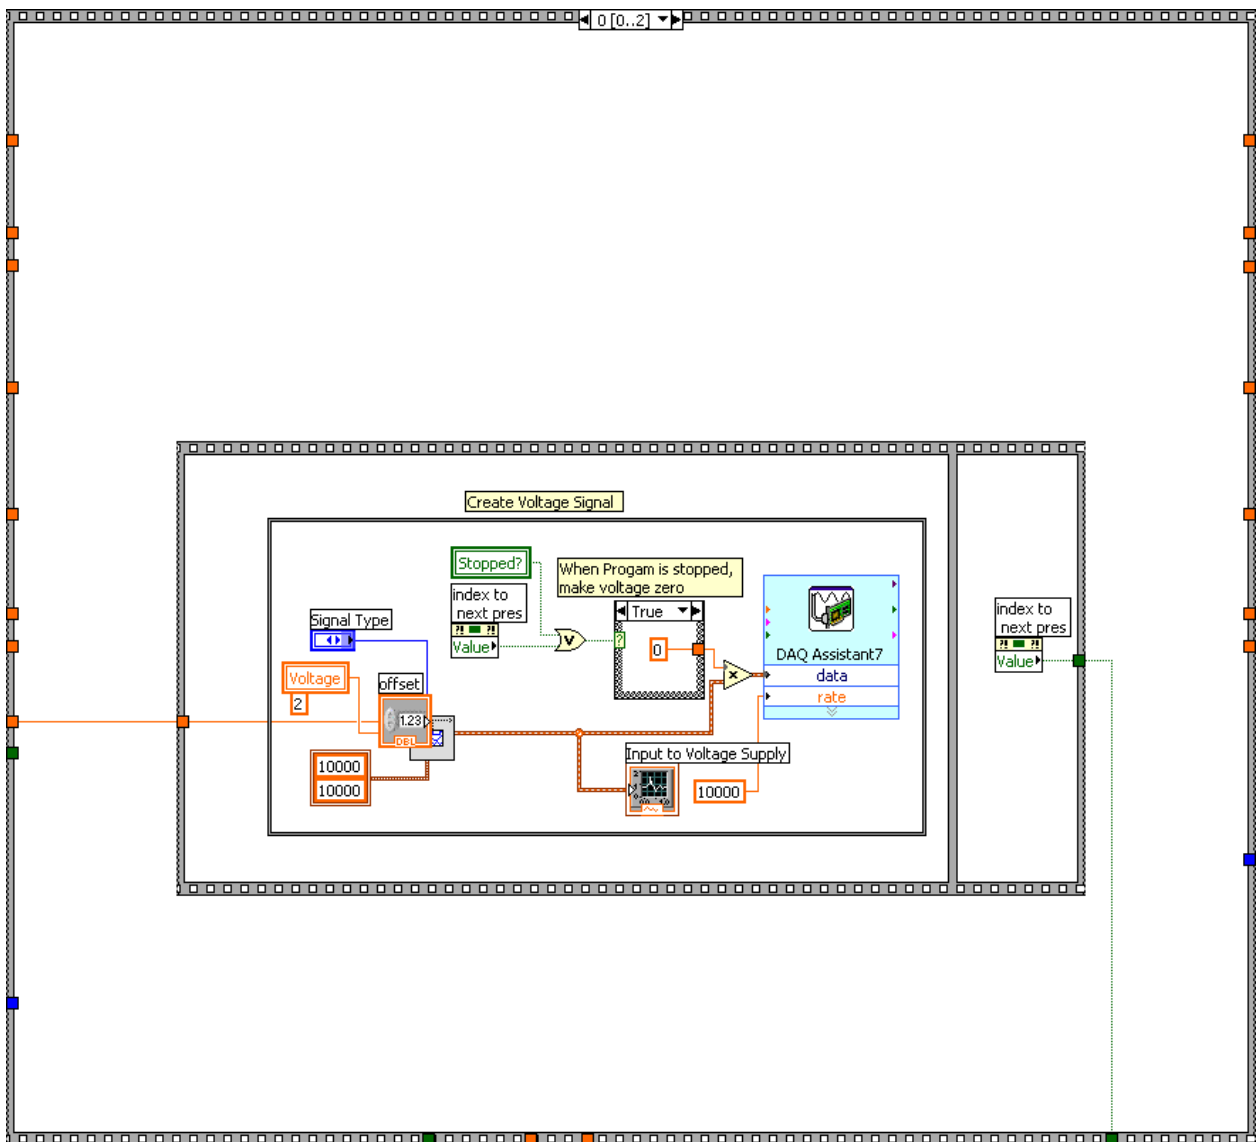 0 [0..2]
Create Voltage Signal
Stopped?
When Progam is stopped,
make voltage zero
index to
next pres
Value
Signal Type
True
?
V
0
DAQ Assistant7
data
rate
Voltage
2
offset
1.23
DBL
x
10000
10000
Input to Voltage Supply
10000
index to
next pres
Value